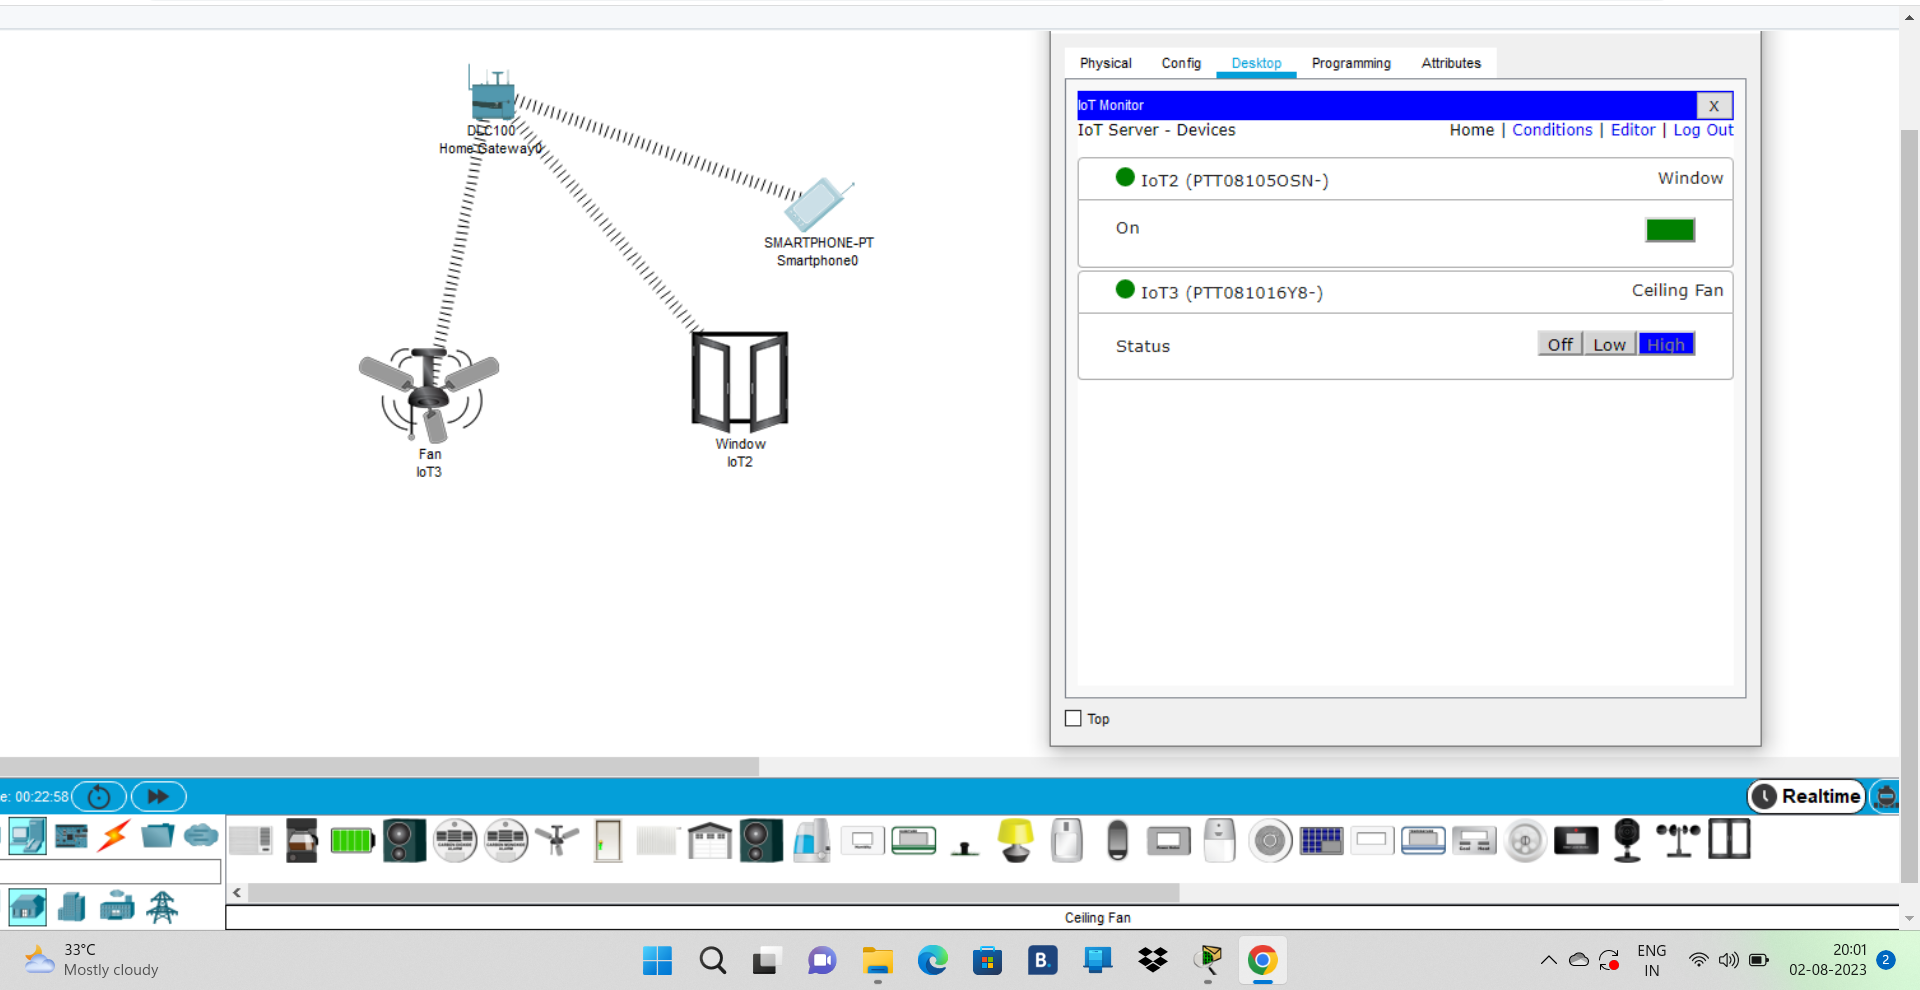 DLC100
Home Gateway0
SMARTPHONE-PT
Smartphone0
Fan
IoT3
Window
IoT2
Physical Config Desktop Programming Attributes
IoT Monitor X
IoT Server - Devices Home | Conditions | Editor | Log Out
IoT2 (PTT08105OSN-) Window
On
IoT3 (PTT081016Y8-) Ceiling Fan
Status Off Low High
Top
e: 00:22:58 Realtime
Ceiling Fan
33°C
Mostly cloudy
B.
ENG
IN
20:01
02-08-2023
2